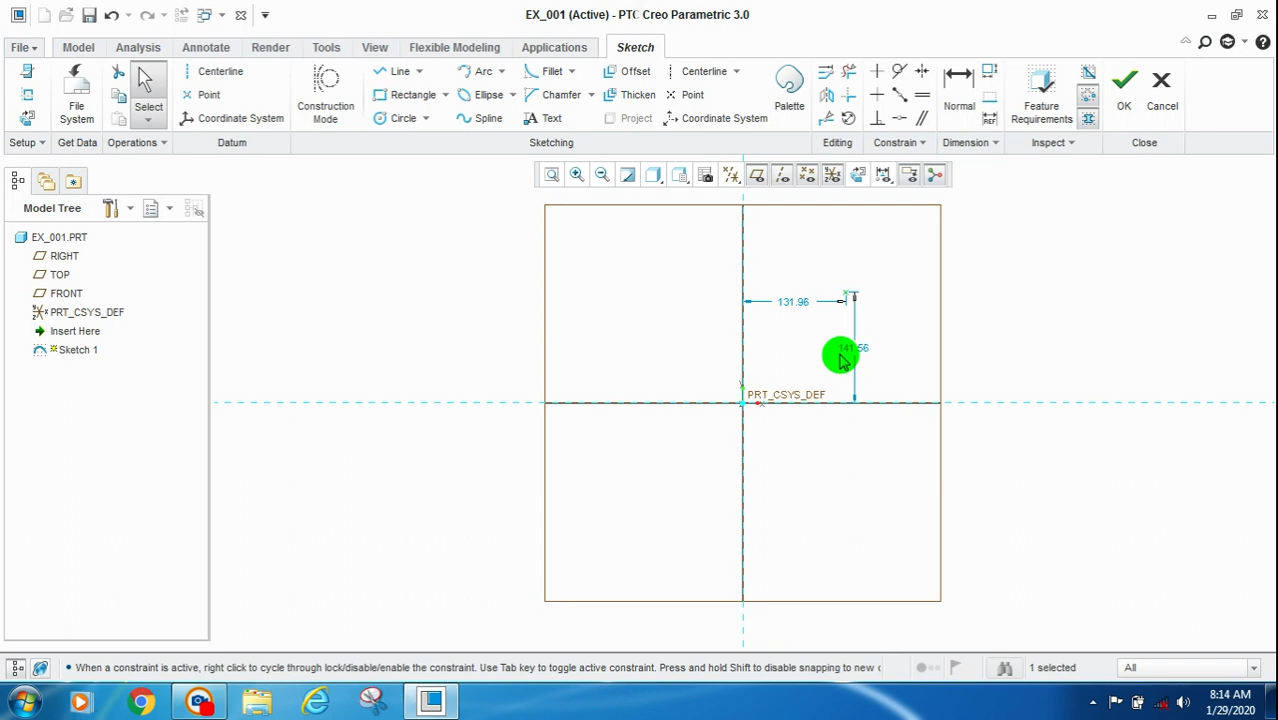 EX_001 (Active) - PTC Creo Parametric 3.0
File Model Analysis Annotate Render Tools View Flexible Modeling Applications Sketch
Centerline Line Arc Fillet Offset Centerline
Point Rectangle Ellipse Chamfer Thicken Point
Coordinate System Circle Spline Text Project Coordinate System
File System
Select
Construction Mode
Palette
Normal
Feature Requirements
OK
Cancel
Setup Get Data Operations Datum Sketching Editing Constrain Dimension Inspect Close
Model Tree
EX_001.PRT
RIGHT
TOP
FRONT
PRT_CSYS_DEF
Insert Here
Sketch 1
131.96
141.56
PRT_CSYS_DEF
• When a constraint is active, right click to cycle through lock/disable/enable the constraint. Use Tab key to toggle active constraint. Press and hold Shift to disable snapping to new c
1 selected
All
8:14 AM
1/29/2020